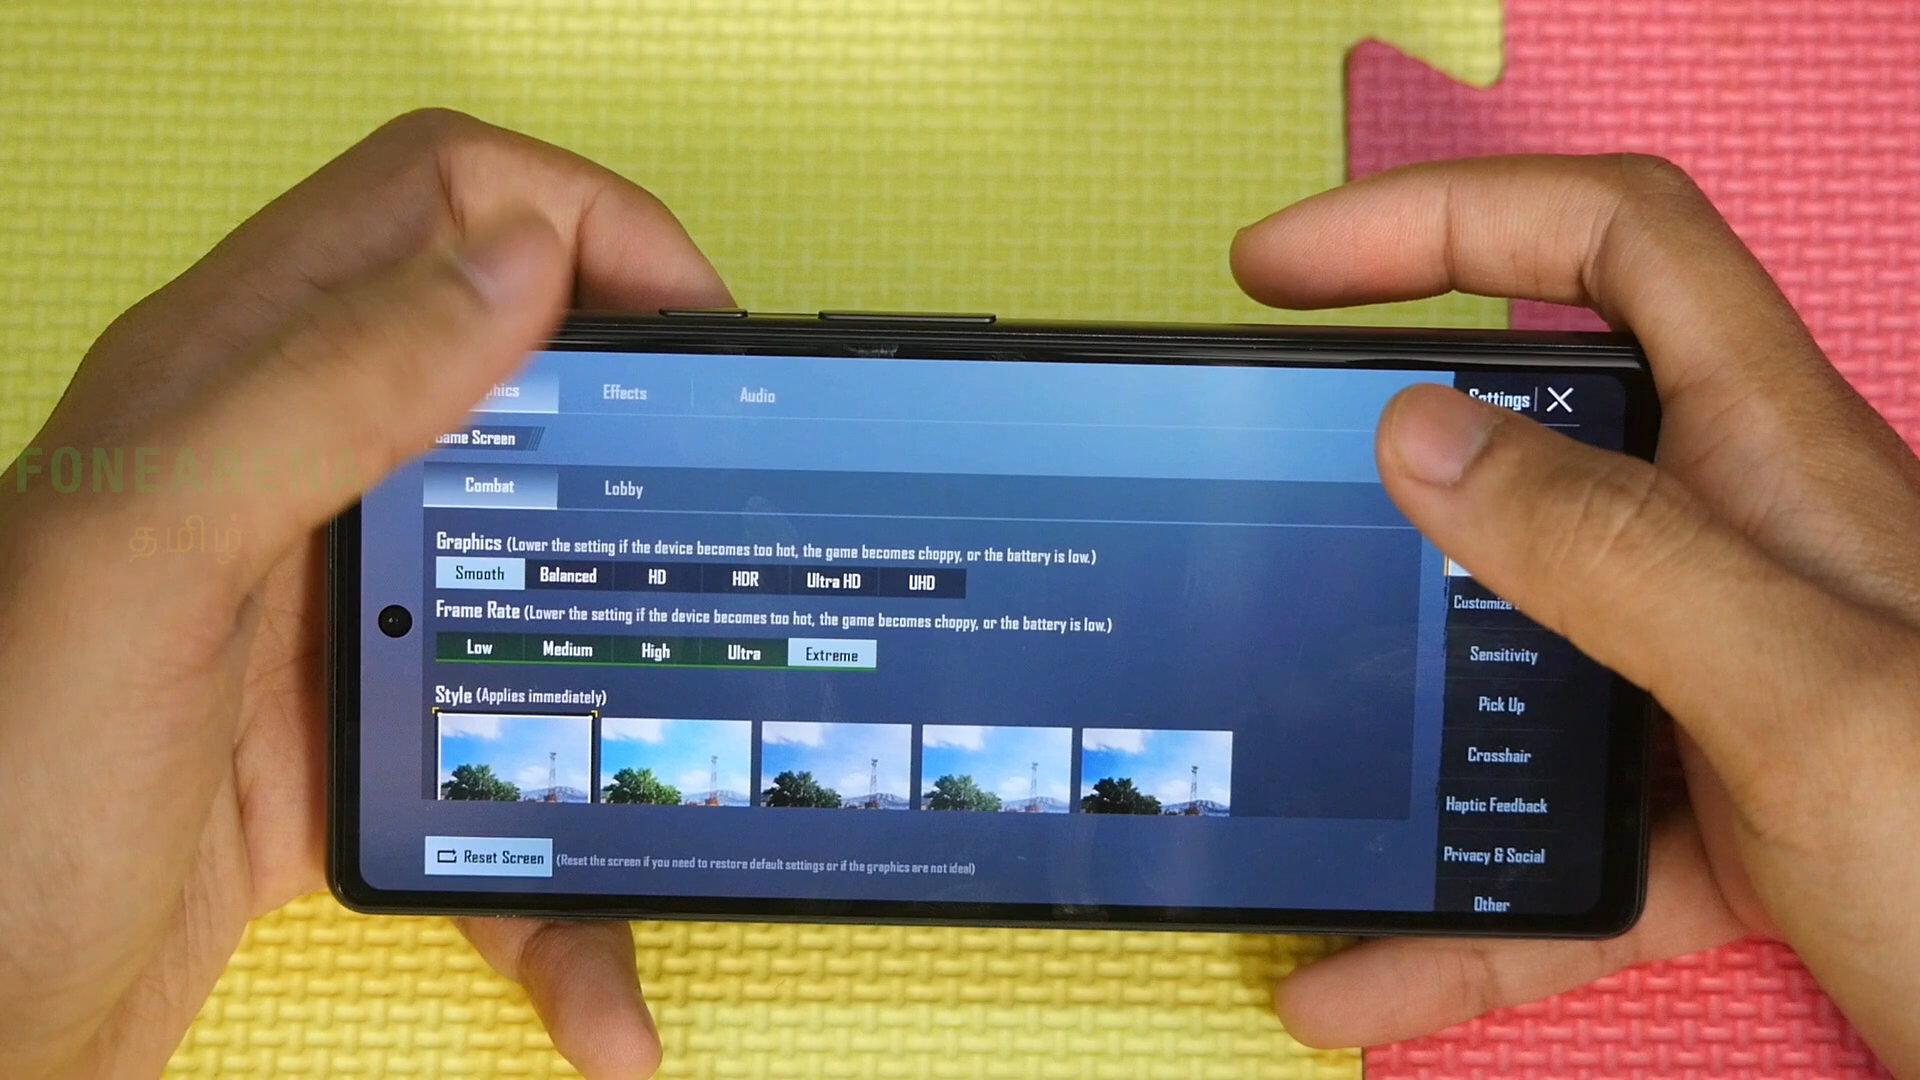 Effects
Audio
Settings
Game Screen
Combat
Lobby
FONEARENA
தமிழ்
Graphics (Lower the setting if the device becomes too hot, the game becomes choppy, or the battery is low.)
Smooth Balanced HD HDR Ultra HD UHD
Frame Rate (Lower the setting if the device becomes too hot, the game becomes choppy, or the battery is low.)
Low Medium High Ultra Extreme
Style (Applies immediately)
Reset Screen (Reset the screen if you need to restore default settings or if the graphics are not ideal)
Customize
Sensitivity
Pick Up
Crosshair
Haptic Feedback
Privacy & Social
Other